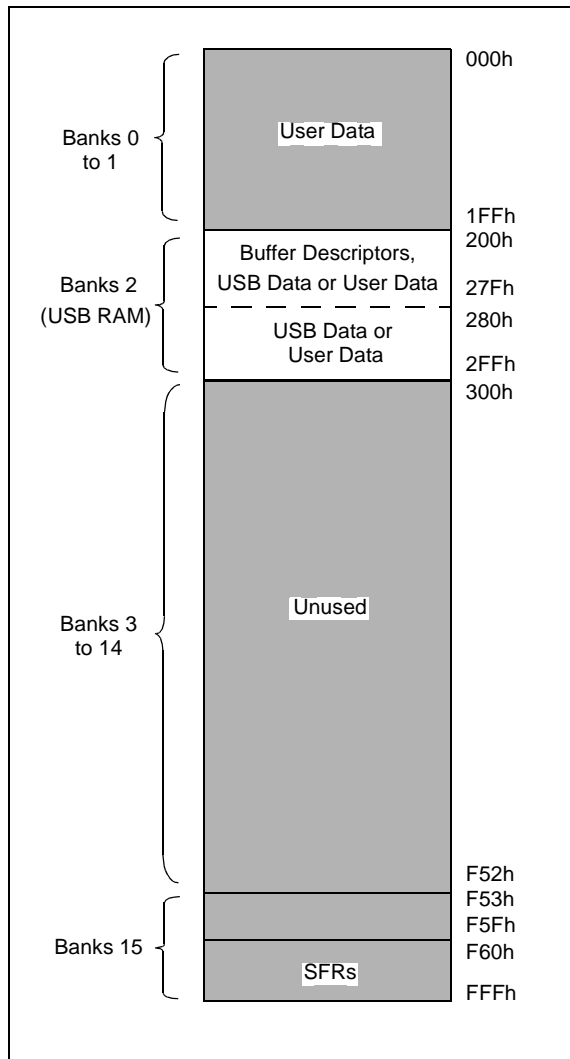 000h
Banks 0
to 1
User Data
1FFh
200h
Banks 2
(USB RAM)
Buffer Descriptors,
USB Data or User Data
27Fh
280h
USB Data or
User Data
2FFh
300h
Banks 3
to 14
Unused
F52h
F53h
F5Fh
Banks 15
F60h
SFRs
FFFh